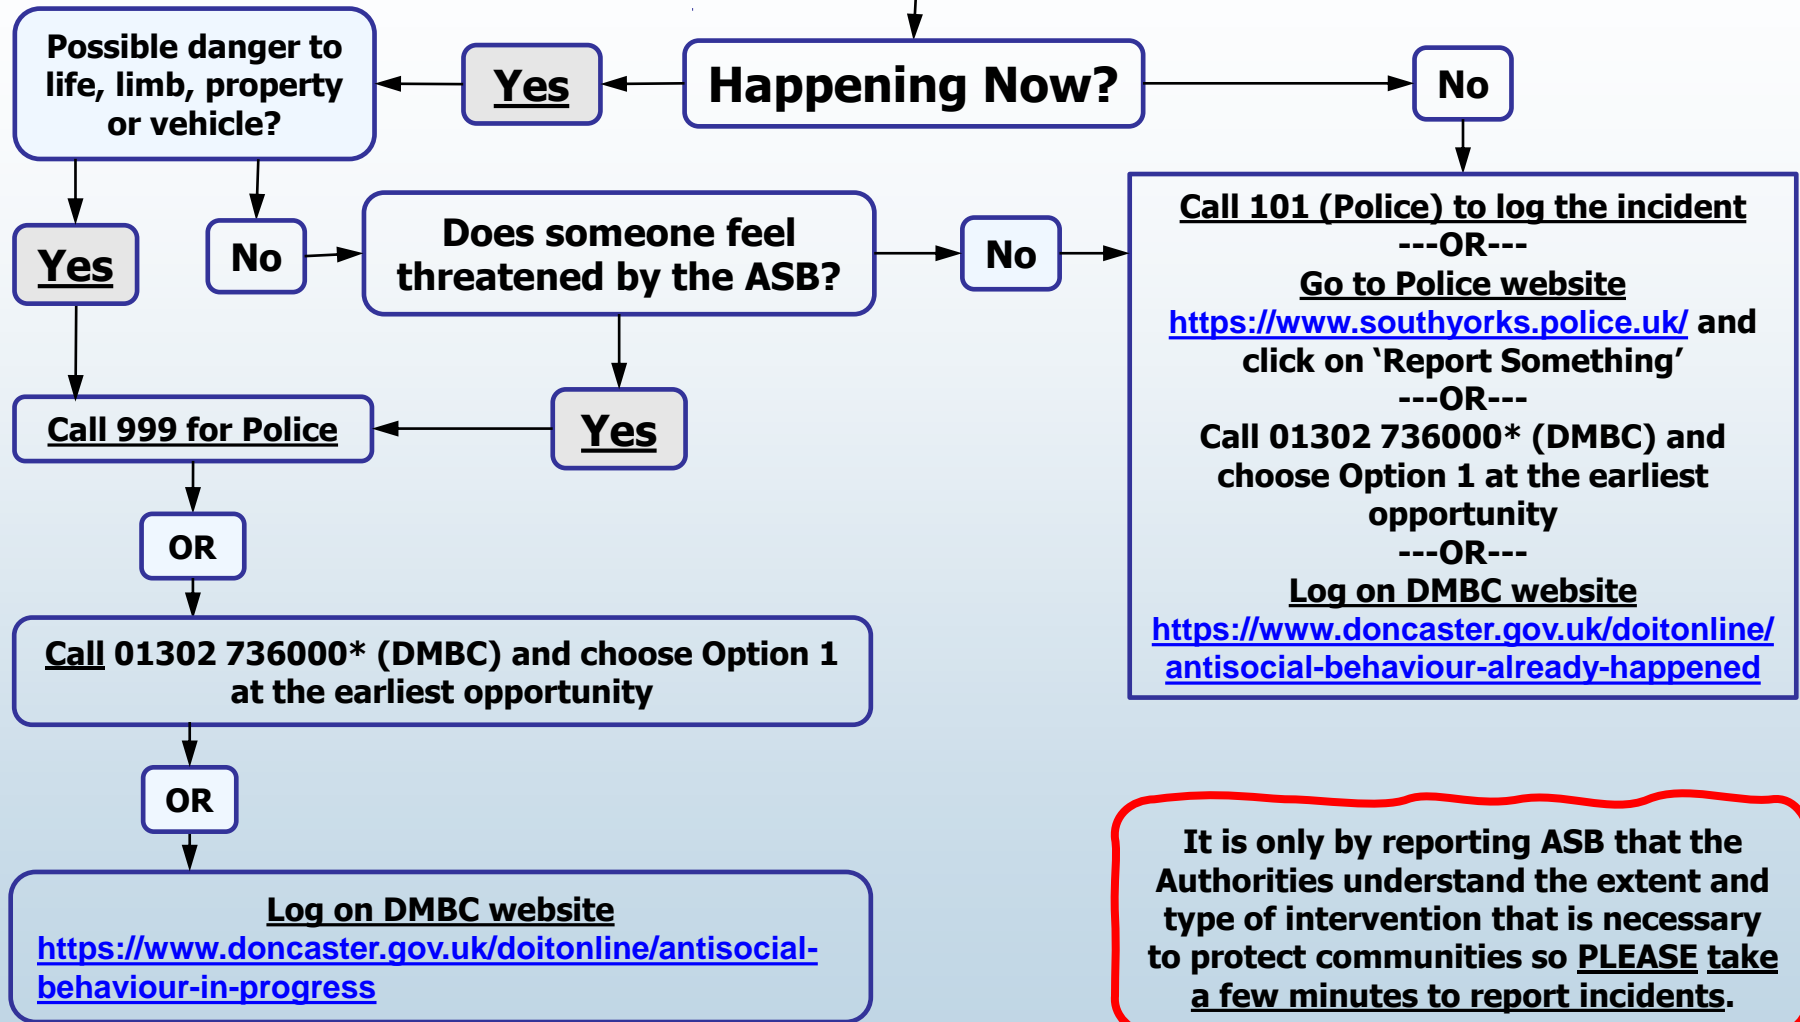 Possible danger to
life, limb, property
or vehicle?
Yes
Happening Now?
No
Yes
No
Does someone feel
threatened by the ASB?
No
Yes
Call 999 for Police
OR
Call 01302 736000* (DMBC) and choose Option 1
at the earliest opportunity
OR
Log on DMBC website
https://www.doncaster.gov.uk/doitonline/antisocial-
behaviour-in-progress
Call 101 (Police) to log the incident
---OR---
Go to Police website
https://www.southyorks.police.uk/ and
click on ‘Report Something’
---OR---
Call 01302 736000* (DMBC) and
choose Option 1 at the earliest
opportunity
---OR---
Log on DMBC website
https://www.doncaster.gov.uk/doitonline/
antisocial-behaviour-already-happened
It is only by reporting ASB that the
Authorities understand the extent and
type of intervention that is necessary
to protect communities so PLEASE take
a few minutes to report incidents.